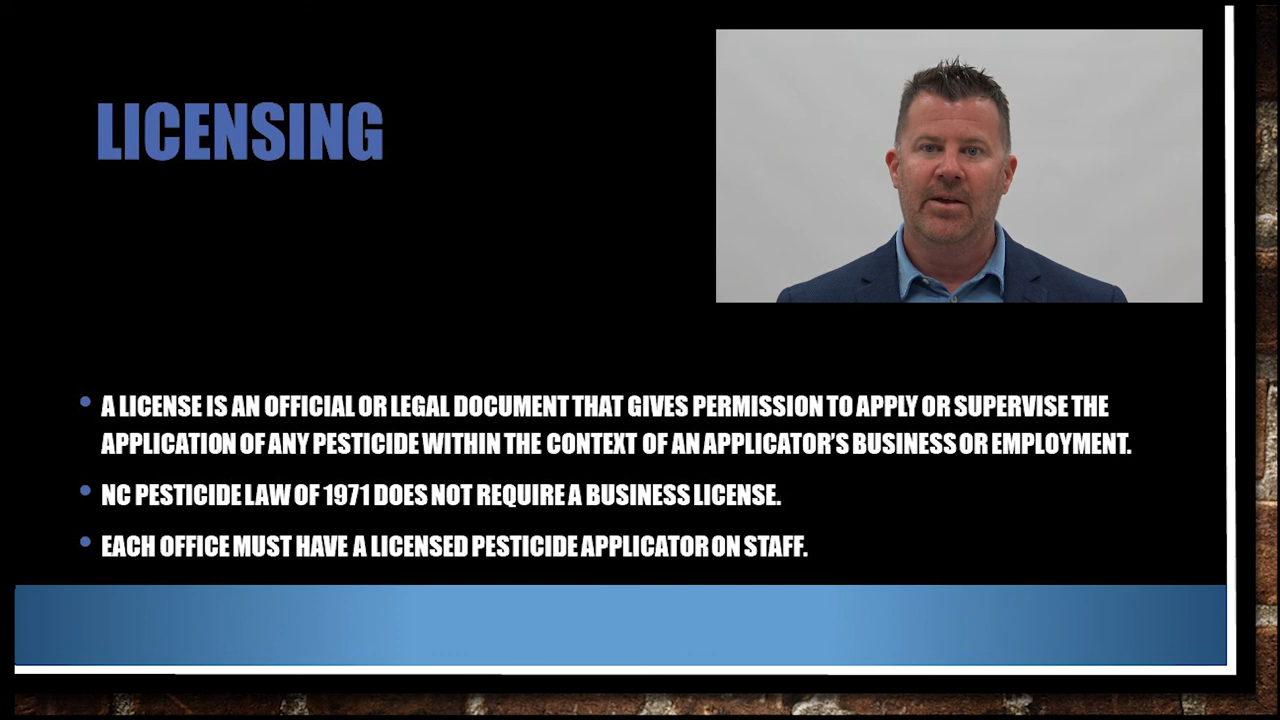 LICENSING
• A LICENSE IS AN OFFICIAL OR LEGAL DOCUMENT THAT GIVES PERMISSION TO APPLY OR SUPERVISE THE
APPLICATION OF ANY PESTICIDE WITHIN THE CONTEXT OF AN APPLICATOR'S BUSINESS OR EMPLOYMENT.
• NC PESTICIDE LAW OF 1971 DOES NOT REQUIRE A BUSINESS LICENSE.
• EACH OFFICE MUST HAVE A LICENSED PESTICIDE APPLICATOR ON STAFF.